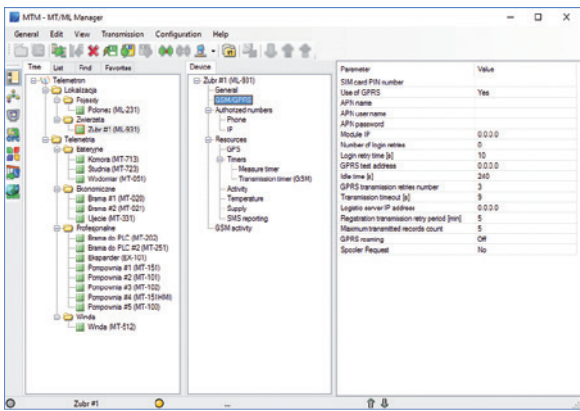 MTM - MT/ML Manager
General Edit View Transmission Configuration Help
Tree List Find Favorites
Telemetron
Lokalizacja
Pojazdy
Polonez (ML-231)
Zwierzeta
Zubr #1 (ML-931)
Telemetria
Bateryjne
Komora (MT-713)
Studnia (MT-723)
Wodomiar (MT-051)
Ekonomiczne
Brama #1 (MT-020)
Brama #2 (MT-021)
Ujecie (MT-331)
Profesjonalne
Brama do PLC (MT-202)
Brama do PLC #2 (MT-251)
Ekspander (EX-101)
Pompownia #1 (MT-151)
Pompownia #2 (MT-101)
Pompownia #3 (MT-102)
Pompownia #4 (MT-151HMI)
Pompownia #5 (MT-100)
Winda
Winda (MT-512)
Device
Zubr #1 (ML-931)
General
GSM/GPRS
Authorized numbers
Phone
IP
Resources
GPS
Timers
Measure timer
Transmission timer (GSM)
Activity
Temperature
Supply
SMS reporting
GSM activity
Parameter Value
SIM card PIN number
Use of GPRS Yes
APN name
APN user name
APN password
Module IP 0.0.0.0
Number of login retries 0
Login retry time [s] 10
GPRS test address 0.0.0.0
Idle time [s] 240
GPRS transmission retries number 3
Transmission timeout [s] 9
Logistic server IP address 0.0.0.0
Registration transmission retry period [min] 5
Maximum transmitted records count 5
GPRS roaming Off
Spooler Request No
Zubr #1 ...